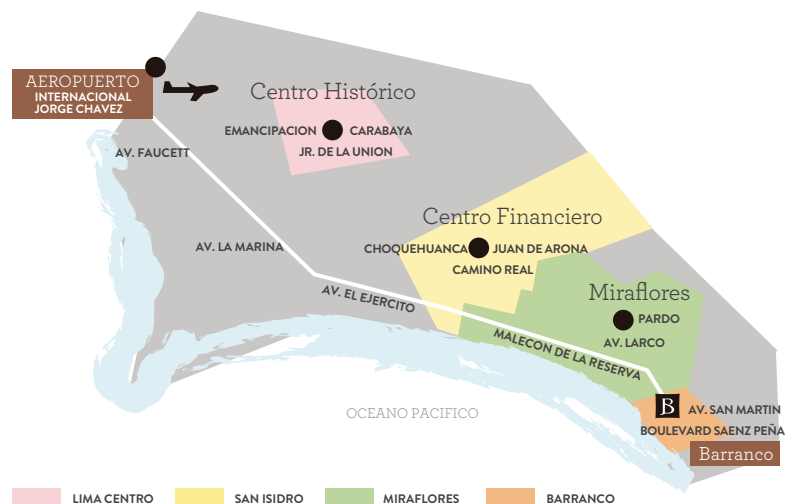 AEROPUERTO
INTERNACIONAL
JORGE CHAVEZ
Centro Histórico
EMANCIPACION
CARABAYA
JR. DE LA UNION
AV. FAUCETT
Centro Financiero
CHOQUEHUANCA
JUAN DE ARONA
CAMINO REAL
AV. LA MARINA
AV. EL EJERCITO
Miraflores
PARDO
AV. LARCO
MALECON DE LA RESERVA
B
AV. SAN MARTIN
BOULEVARD SAENZ PEÑA
Barranco
OCEANO PACIFICO
LIMA CENTRO
SAN ISIDRO
MIRAFLORES
BARRANCO